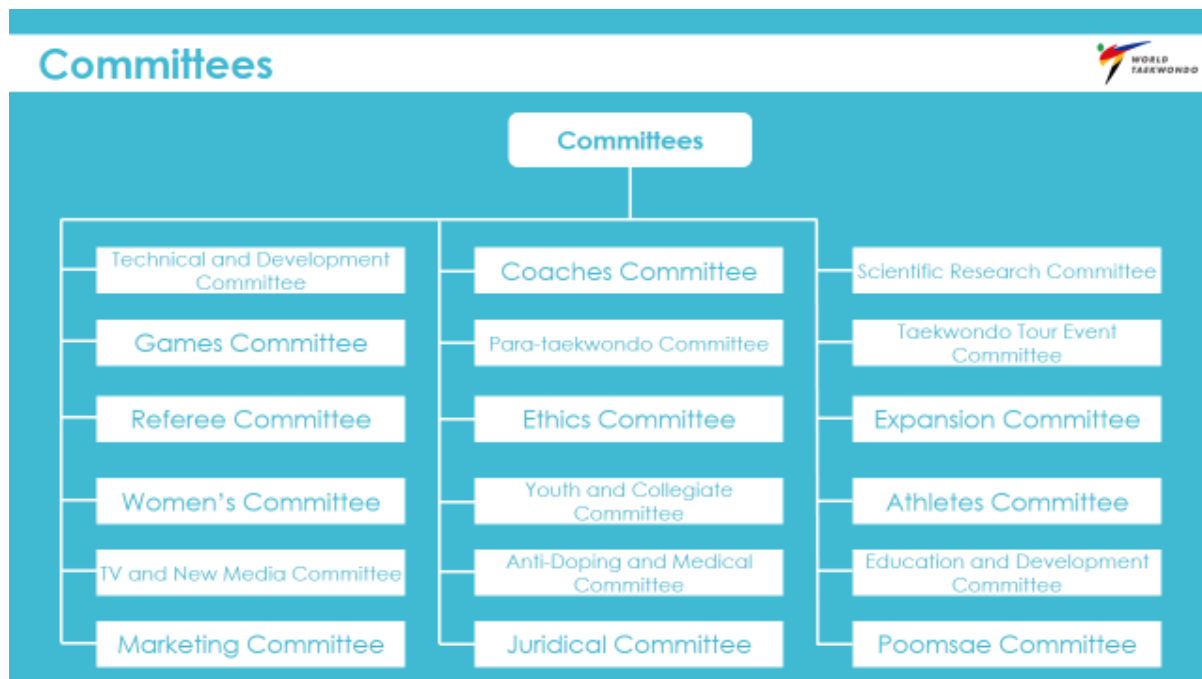 Committees
WORLD
TAEKWONDO
Committees
Technical and Development
Committee
Games Committee
Referee Committee
Women's Committee
TV and New Media Committee
Marketing Committee
Coaches Committee
Para-taekwondo Committee
Ethics Committee
Youth and Collegiate
Committee
Anti-Doping and Medical
Committee
Juridical Committee
Scientific Research Committee
Taekwondo Tour Event
Committee
Expansion Committee
Athletes Committee
Education and Development
Committee
Poomsae Committee